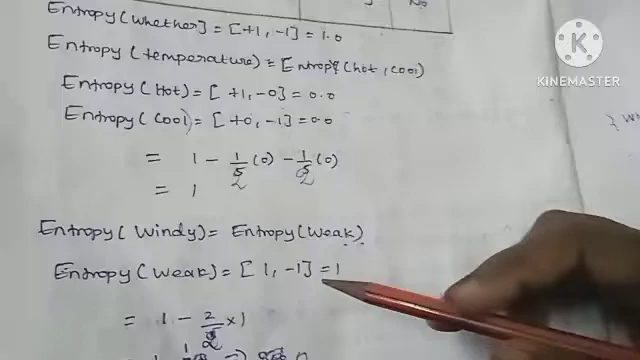 No
Entropy (Whether) = [+1, -1] = 1.0
Entropy (temperature) = [Entropy (hot, cool)
Entropy (Hot) = [ +1, -0] = 0.0
Entropy (cool) = [ +0, -1] = 0.0
= 1 - 1/2 (0) - 1/2 (0)
= 1
Entropy ( Windy) = Entropy (Weak)
Entropy (Weak) = [ 1, -1] = 1
= 1 - 2/2 × 1
KINEMASTER